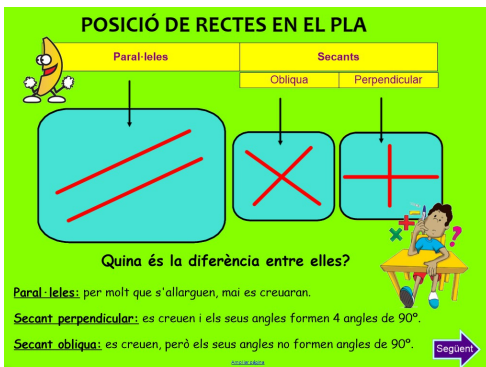 POSICIÓ DE RECTES EN EL PLA
Paral·leles Secants
Obliqua Perpendicular
Quina és la diferència entre elles?
Paral·leles: per molt que s'allarguen, mai es creuaran.
Secant perpendicular: es creuen i els seus angles formen 4 angles de 90º.
Secant obliqua: es creuen, però els seus angles no formen angles de 90º.
Següent